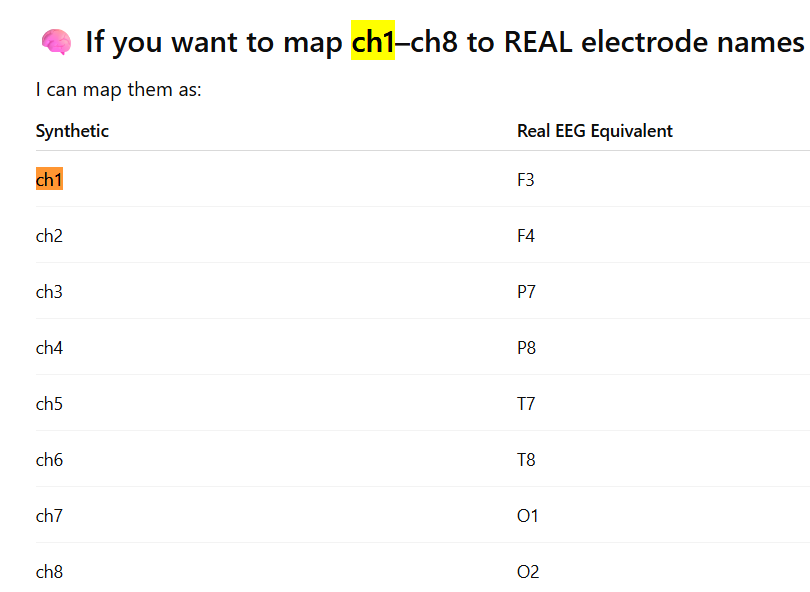 🧠 If you want to map ch1–ch8 to REAL electrode names
I can map them as:
Synthetic Real EEG Equivalent
ch1 F3
ch2 F4
ch3 P7
ch4 P8
ch5 T7
ch6 T8
ch7 O1
ch8 O2